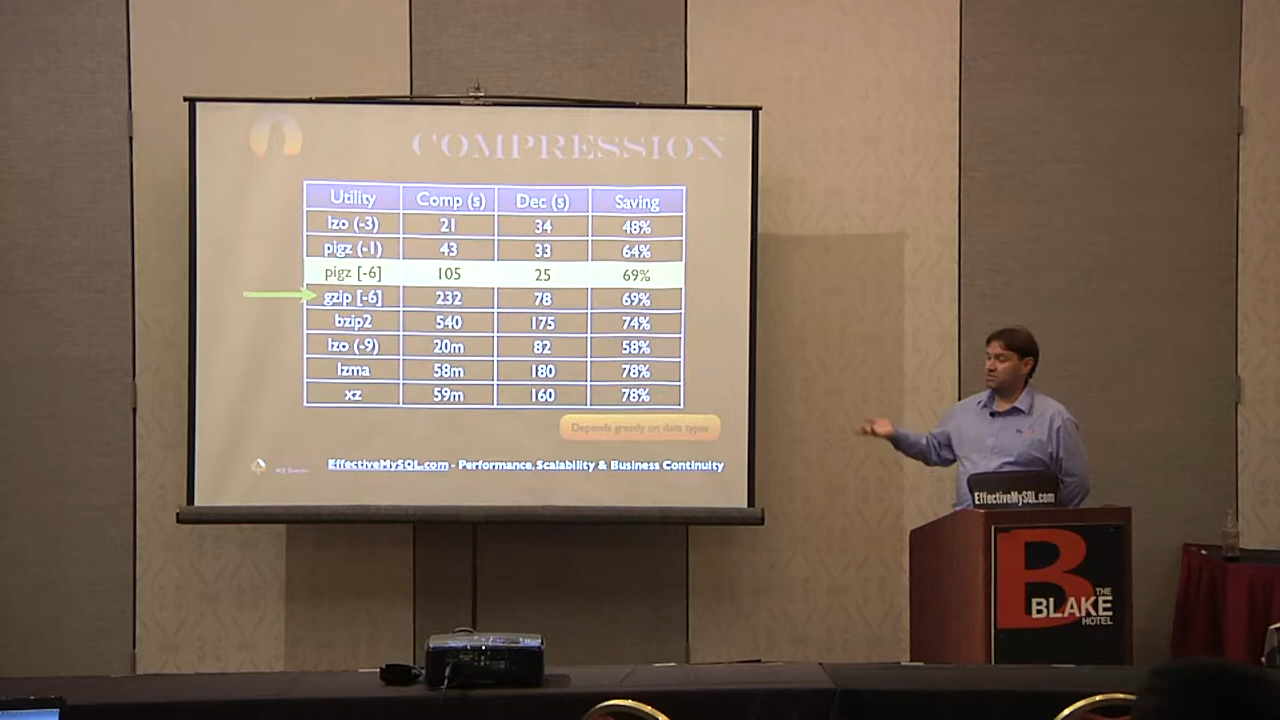 COMPRESSION
Utility Comp (s) Dec (s) Saving
lzo (-3) 21 34 48%
pigz (-1) 43 33 64%
pigz [-6] 105 25 69%
gzip [-6] 232 78 69%
bzip2 540 175 74%
lzo (-9) 20m 82 58%
lzma 58m 180 78%
xz 59m 160 78%
Depends greatly on data types
ACE Director
EffectiveMySQL.com - Performance, Scalability & Business Continuity
EffectiveMySQL.com
B
THE
BLAKE
HOTEL